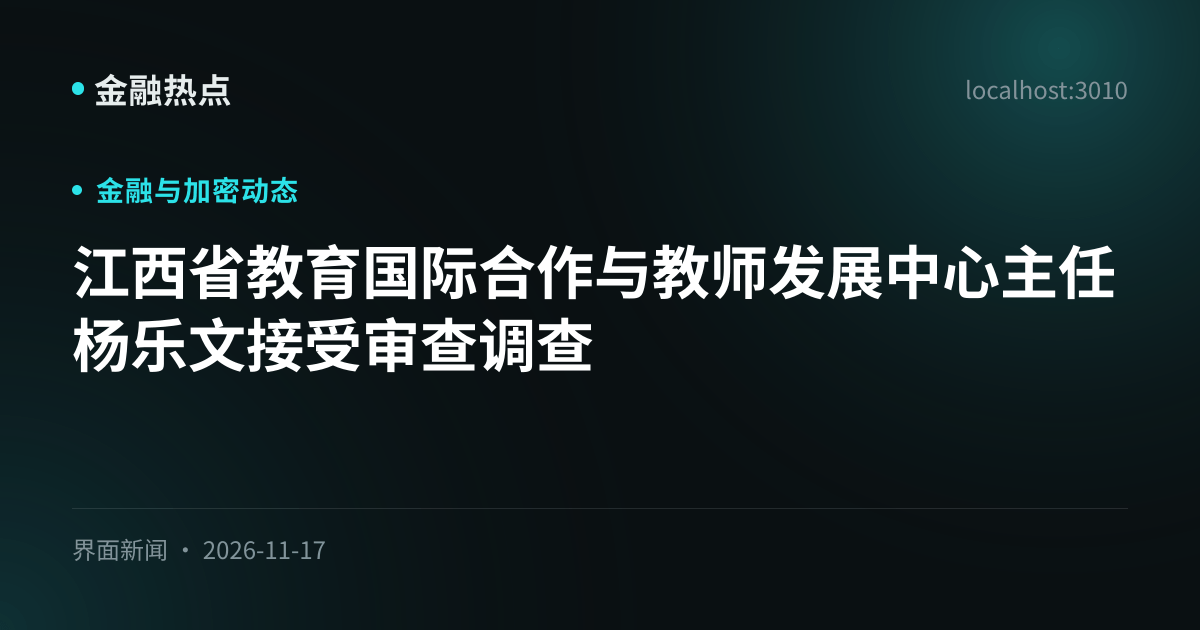 金融热点
localhost:3010
金融与加密动态
江西省教育国际合作与教师发展中心主任
杨乐文接受审查调查
界面新闻 • 2026-11-17